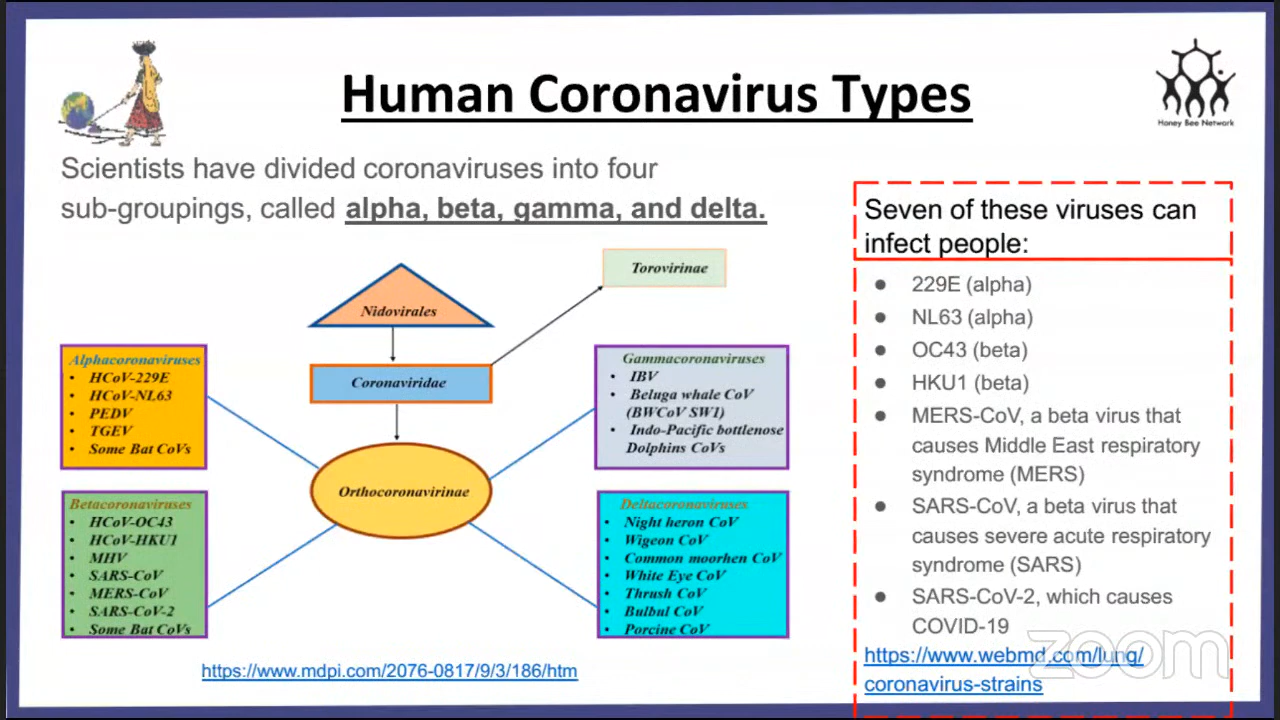 Human Coronavirus Types
Honey Bee Network
Scientists have divided coronaviruses into four
sub-groupings, called alpha, beta, gamma, and delta.
Torovirinae
Nidovirales
Coronaviridae
Orthocoronavirinae
Alphacoronaviruses
• HCoV-229E
• HCoV-NL63
• PEDV
• TGEV
• Some Bat CoVs
Betacoronaviruses
• HCoV-OC43
• HCoV-HKU1
• MHV
• SARS-CoV
• MERS-CoV
• SARS-CoV-2
• Some Bat CoVs
Gammacoronaviruses
• IBV
• Beluga whale CoV
(BWCoV SW1)
• Indo-Pacific bottlenose
Dolphins CoVs
Deltacoronaviruses
• Night heron CoV
• Wigeon CoV
• Common moorhen CoV
• White Eye CoV
• Thrush CoV
• Bulbul CoV
• Porcine CoV
https://www.mdpi.com/2076-0817/9/3/186/htm
Seven of these viruses can
infect people:
● 229E (alpha)
● NL63 (alpha)
● OC43 (beta)
● HKU1 (beta)
● MERS-CoV, a beta virus that
causes Middle East respiratory
syndrome (MERS)
● SARS-CoV, a beta virus that
causes severe acute respiratory
syndrome (SARS)
● SARS-CoV-2, which causes
COVID-19
https://www.webmd.com/lung/
coronavirus-strains
zoom